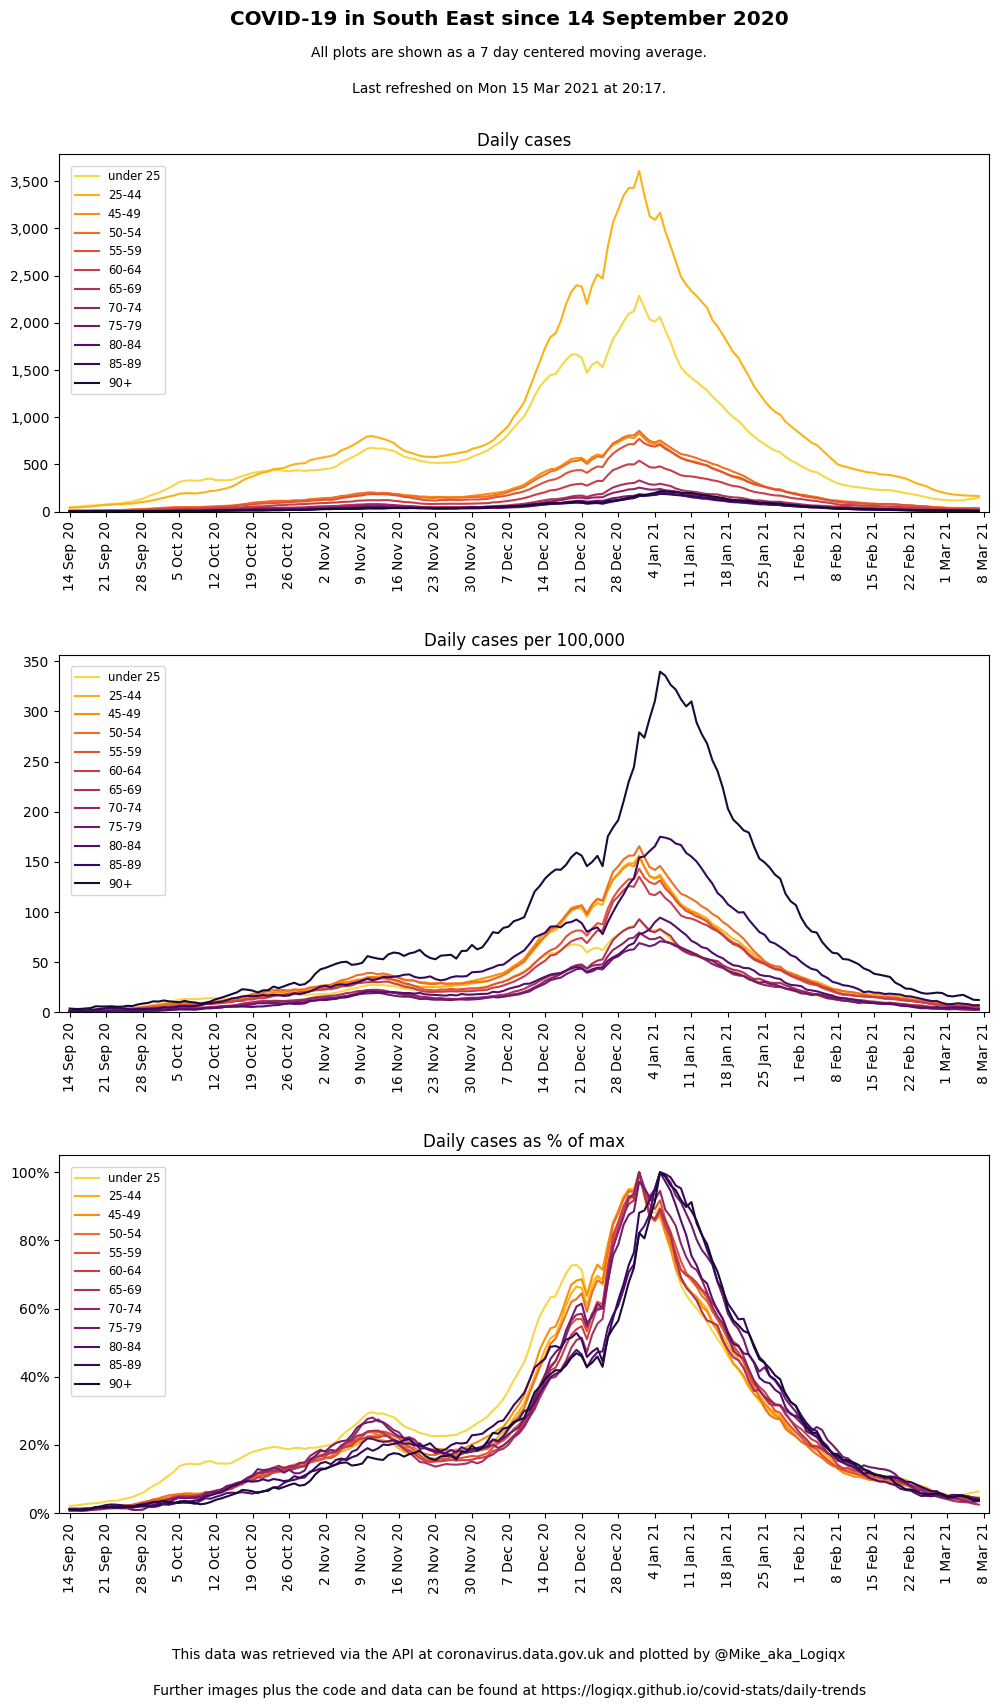 COVID-19 in South East since 14 September 2020
All plots are shown as a 7 day centered moving average.
Last refreshed on Mon 15 Mar 2021 at 20:17.
Daily cases
3,500
3,000
2,500
2,000
1,500
1,000
500
0
under 25
25-44
45-49
50-54
55-59
60-64
65-69
70-74
75-79
80-84
85-89
90+
14 Sep 20
21 Sep 20
28 Sep 20
5 Oct 20
12 Oct 20
19 Oct 20
26 Oct 20
2 Nov 20
9 Nov 20
16 Nov 20
23 Nov 20
30 Nov 20
7 Dec 20
14 Dec 20
21 Dec 20
28 Dec 20
4 Jan 21
11 Jan 21
18 Jan 21
25 Jan 21
1 Feb 21
8 Feb 21
15 Feb 21
22 Feb 21
1 Mar 21
8 Mar 21
Daily cases per 100,000
350
300
250
200
150
100
50
0
under 25
25-44
45-49
50-54
55-59
60-64
65-69
70-74
75-79
80-84
85-89
90+
14 Sep 20
21 Sep 20
28 Sep 20
5 Oct 20
12 Oct 20
19 Oct 20
26 Oct 20
2 Nov 20
9 Nov 20
16 Nov 20
23 Nov 20
30 Nov 20
7 Dec 20
14 Dec 20
21 Dec 20
28 Dec 20
4 Jan 21
11 Jan 21
18 Jan 21
25 Jan 21
1 Feb 21
8 Feb 21
15 Feb 21
22 Feb 21
1 Mar 21
8 Mar 21
Daily cases as % of max
100%
80%
60%
40%
20%
0%
under 25
25-44
45-49
50-54
55-59
60-64
65-69
70-74
75-79
80-84
85-89
90+
14 Sep 20
21 Sep 20
28 Sep 20
5 Oct 20
12 Oct 20
19 Oct 20
26 Oct 20
2 Nov 20
9 Nov 20
16 Nov 20
23 Nov 20
30 Nov 20
7 Dec 20
14 Dec 20
21 Dec 20
28 Dec 20
4 Jan 21
11 Jan 21
18 Jan 21
25 Jan 21
1 Feb 21
8 Feb 21
15 Feb 21
22 Feb 21
1 Mar 21
8 Mar 21
This data was retrieved via the API at coronavirus.data.gov.uk and plotted by @Mike_aka_Logiqx
Further images plus the code and data can be found at https://logiqx.github.io/covid-stats/daily-trends